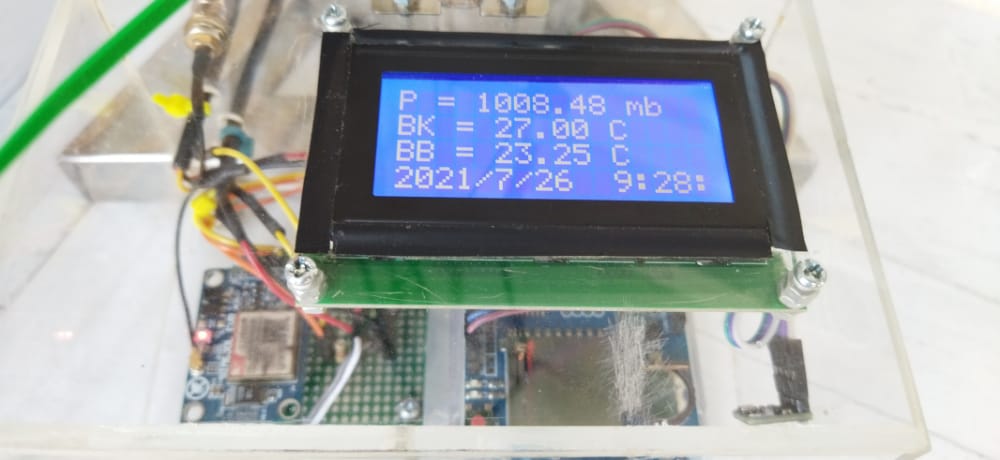 P = 1008.48 mb
BK = 27.00 C
BB = 23.25 C
2021/7/26 9:28: